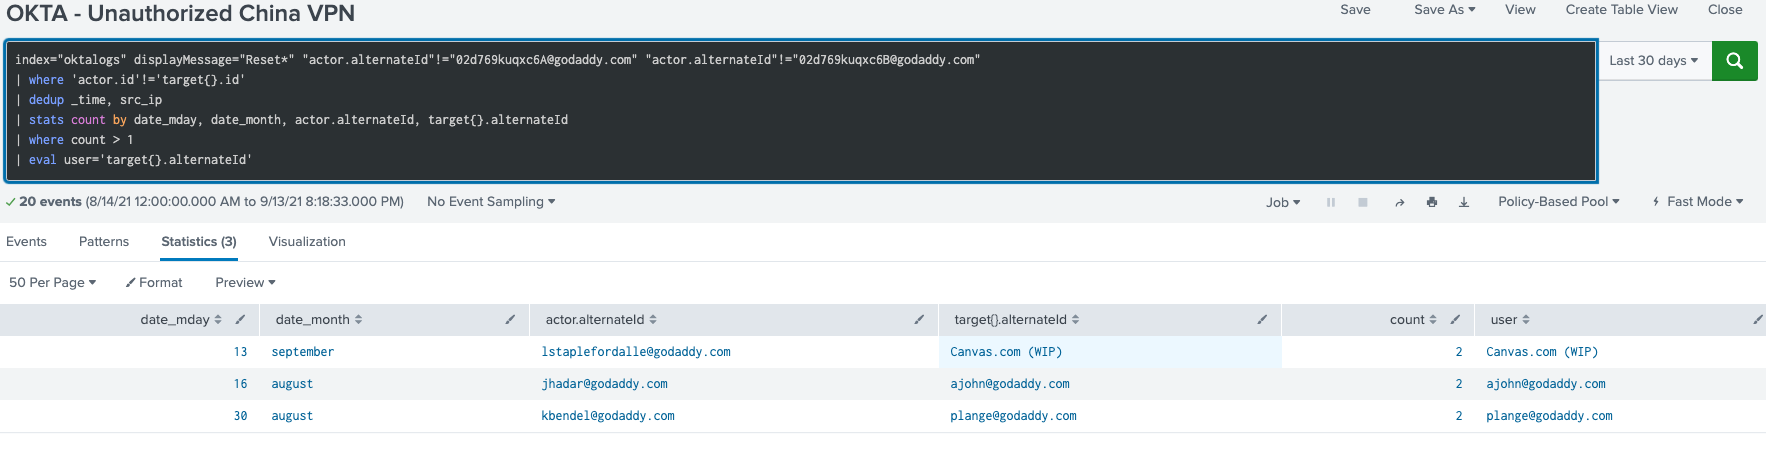 OKTA - Unauthorized China VPN
Save Save As View Create Table View Close
index="oktalogs" displayMessage="Reset*" "actor.alternateId"!="02d769kuqxc6A@godaddy.com" "actor.alternateId"!="02d769kuqxc6B@godaddy.com"
| where 'actor.id'!='target{}.id'
| dedup _time, src_ip
| stats count by date_mday, date_month, actor.alternateId, target{}.alternateId
| where count > 1
| eval user='target{}.alternateId'
Last 30 days
20 events (8/14/21 12:00:00.000 AM to 9/13/21 8:18:33.000 PM) No Event Sampling Job Policy-Based Pool Fast Mode
Events Patterns Statistics (3) Visualization
50 Per Page Format Preview
date_mday date_month actor.alternateId target{}.alternateId count user
13 september lstaplefordalle@godaddy.com Canvas.com (WIP) 2 Canvas.com (WIP)
16 august jhadar@godaddy.com ajohn@godaddy.com 2 ajohn@godaddy.com
30 august kbendel@godaddy.com plange@godaddy.com 2 plange@godaddy.com